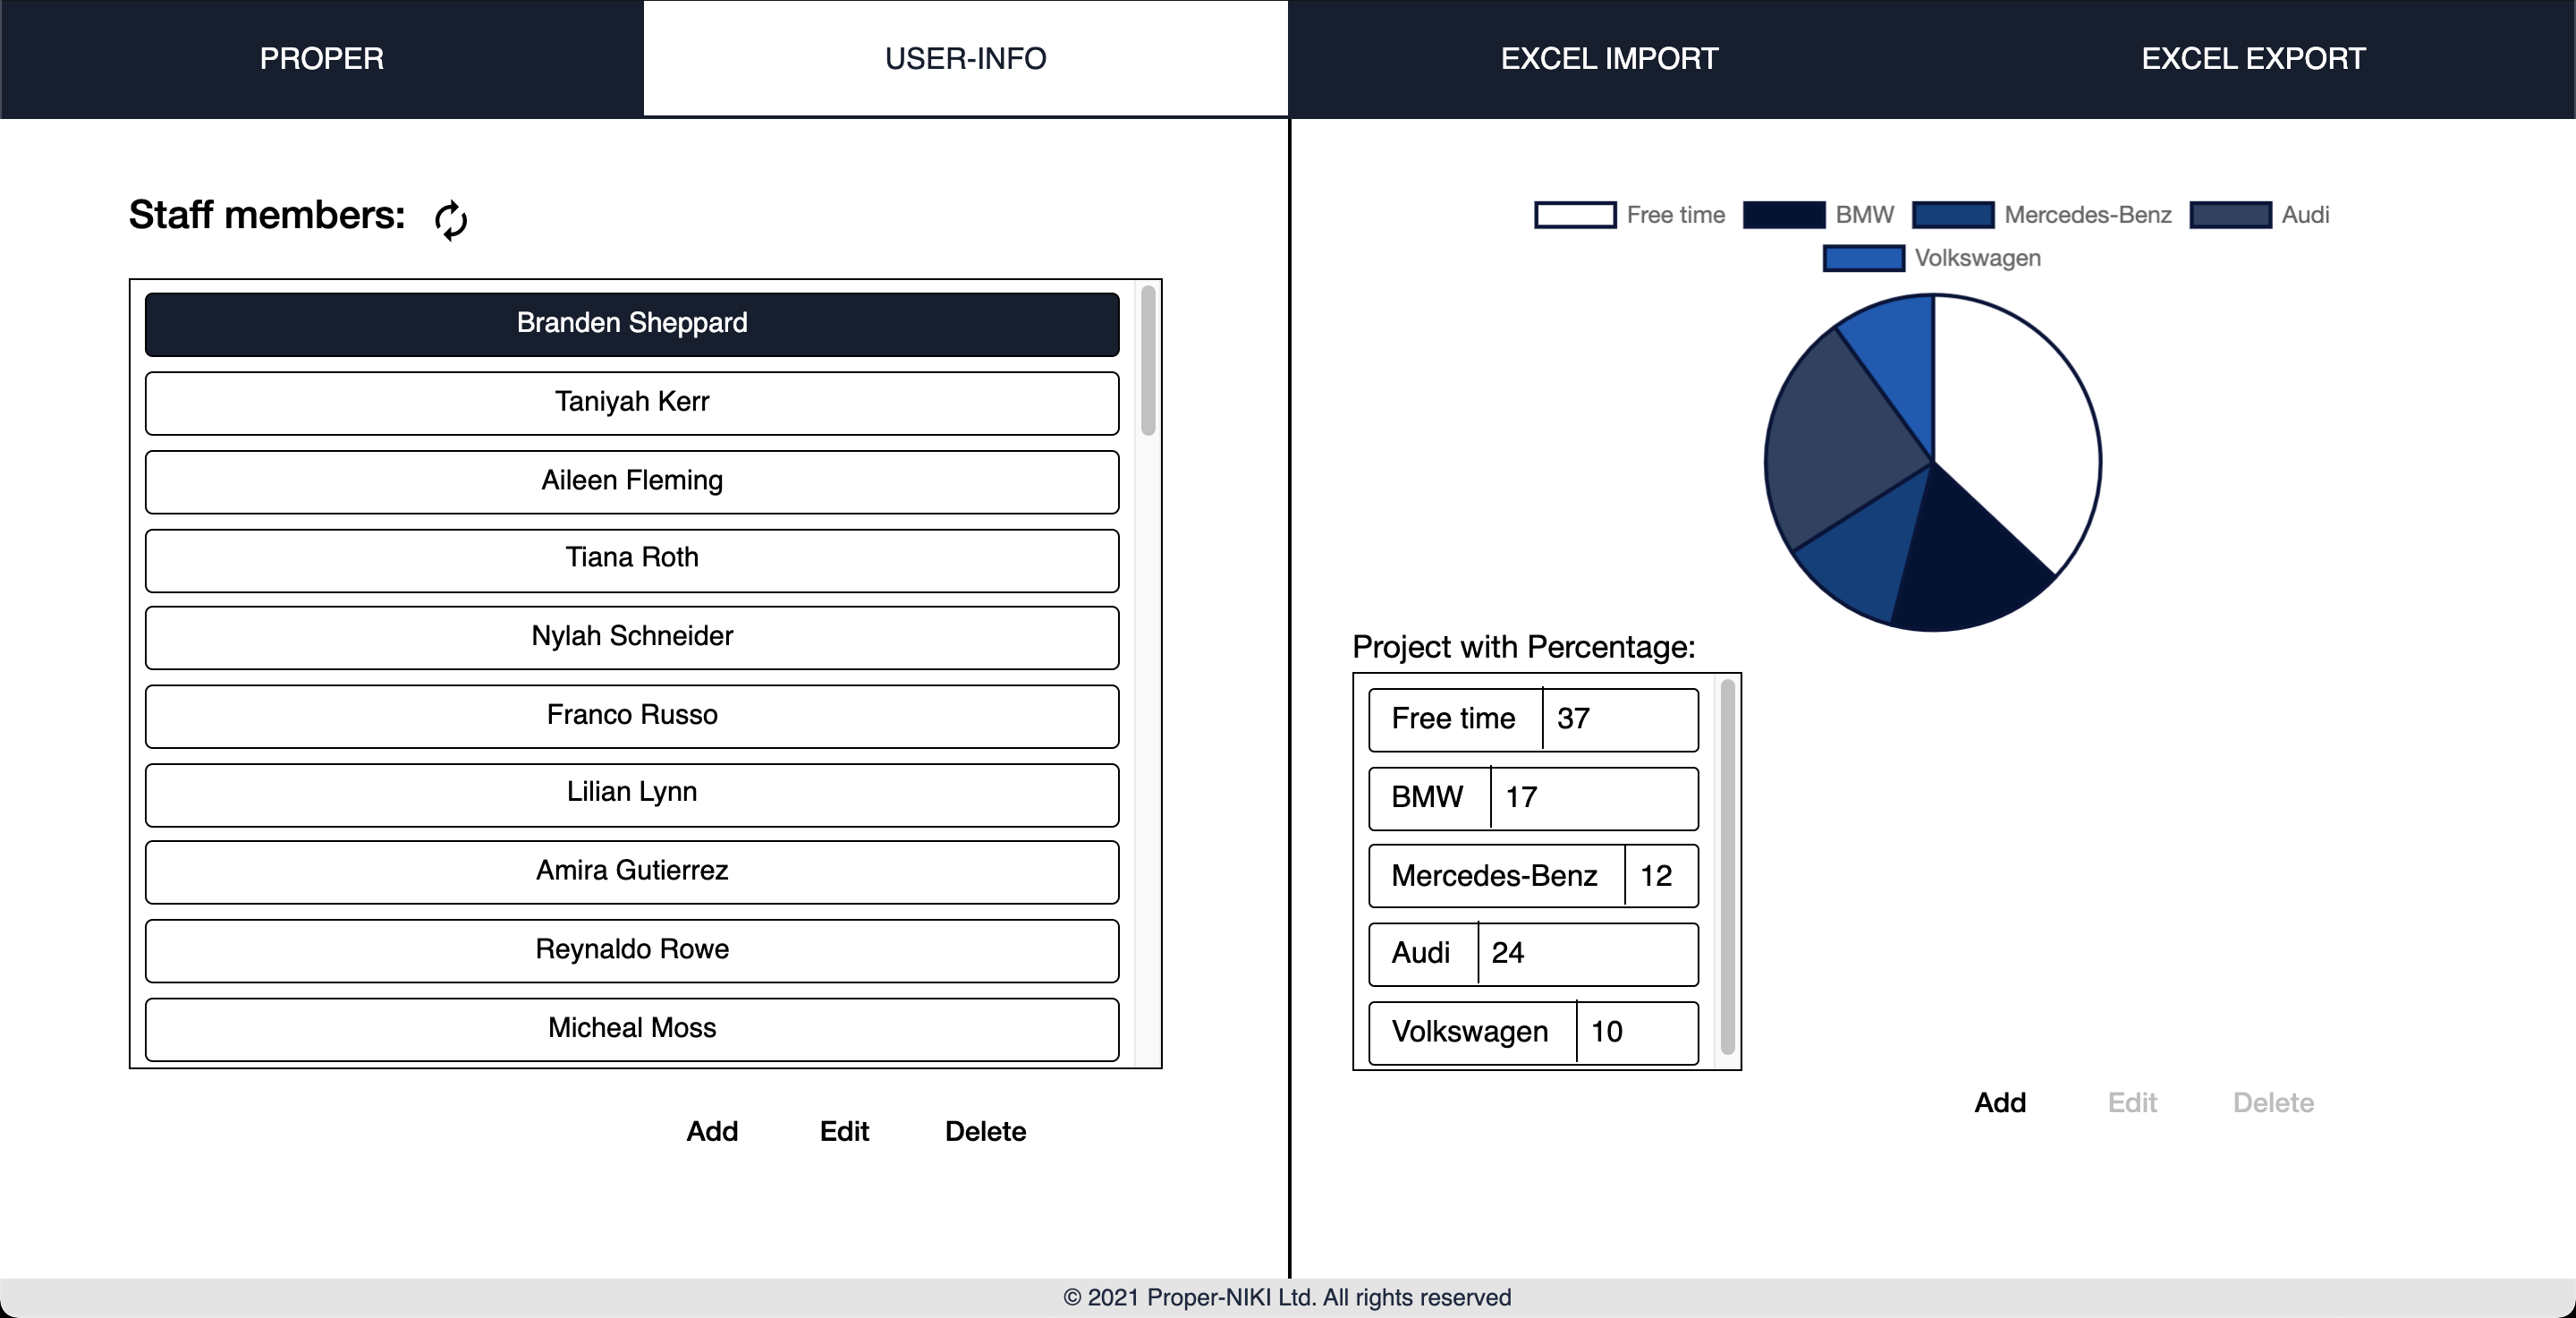 PROPER
USER-INFO
EXCEL IMPORT
EXCEL EXPORT
Staff members:
Branden Sheppard
Taniyah Kerr
Aileen Fleming
Tiana Roth
Nylah Schneider
Franco Russo
Lilian Lynn
Amira Gutierrez
Reynaldo Rowe
Micheal Moss
Add Edit Delete
Free time BMW Mercedes-Benz Audi
Volkswagen
Project with Percentage:
Free time 37
BMW 17
Mercedes-Benz 12
Audi 24
Volkswagen 10
Add Edit Delete
© 2021 Proper-NIKI Ltd. All rights reserved